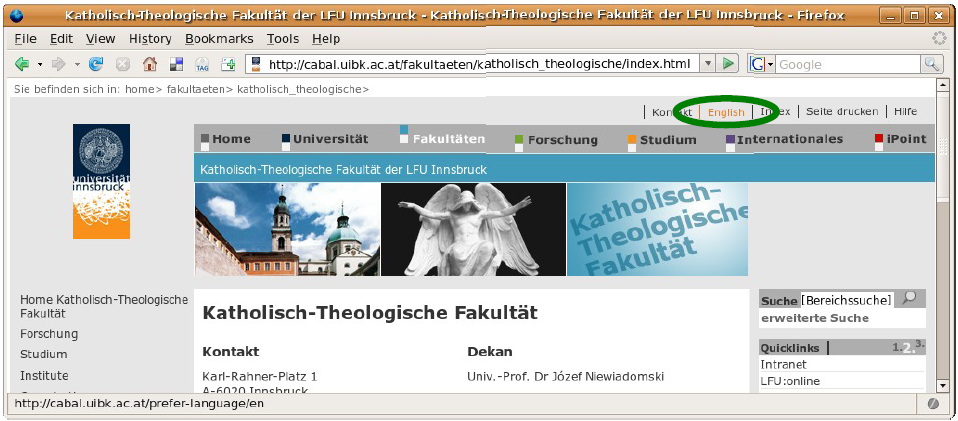 Katholisch-Theologische Fakultät der LFU Innsbruck - Katholisch-Theologische Fakultät der LFU Innsbruck - Firefox
File Edit View History Bookmarks Tools Help
TAG http://cabal.uibk.ac.at/fakultaeten/katholisch_theologische/index.html G Google
Sie befinden sich in: home> fakultaeten> katholisch_theologische>
Kontakt English Index Seite drucken Hilfe
Home Universität Fakultäten Forschung Studium Internationales iPoint
universität
innsbruck
Katholisch-Theologische Fakultät der LFU Innsbruck
Katholisch-
Theologische
Fakultät
Home Katholisch-Theologische
Fakultät
Forschung
Studium
Institute
Katholisch-Theologische Fakultät
Kontakt
Karl-Rahner-Platz 1
A-6020 Innsbruck
Dekan
Univ.-Prof. Dr Józef Niewiadomski
Suche [Bereichssuche]
erweiterte Suche
Quicklinks 1. 2. 3.
Intranet
LFU:online
http://cabal.uibk.ac.at/prefer-language/en